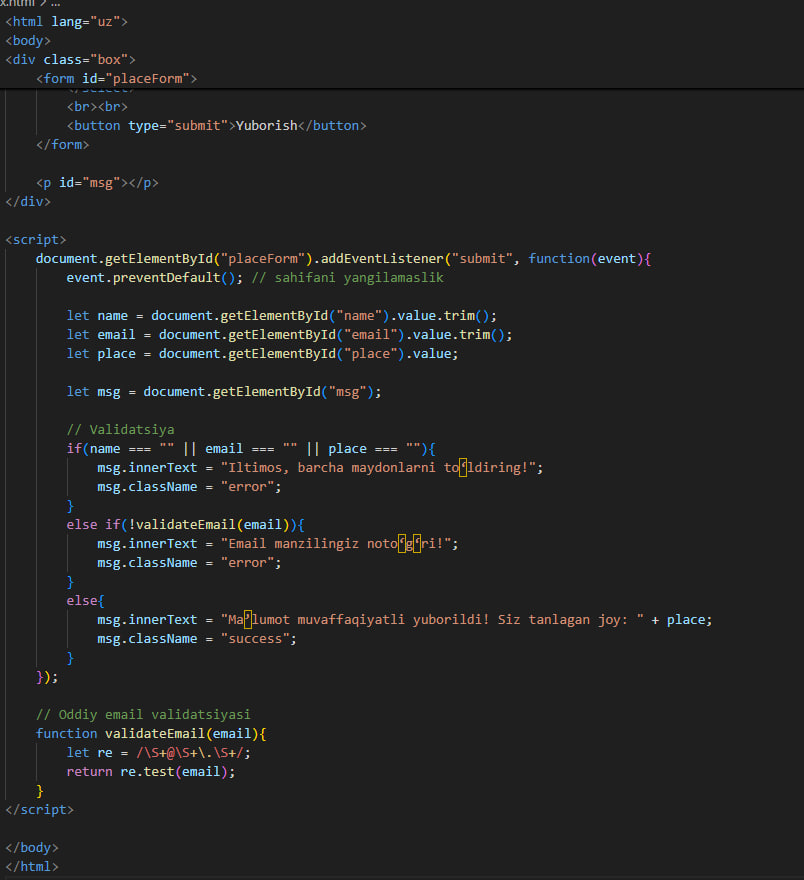 x.html > ...
<html lang="uz">
<body>
<div class="box">
    <form id="placeForm">
        </select>
        <br><br>
        <button type="submit">Yuborish</button>
    </form>

    <p id="msg"></p>
</div>

<script>
    document.getElementById("placeForm").addEventListener("submit", function(event){
        event.preventDefault(); // sahifani yangilamaslik

        let name = document.getElementById("name").value.trim();
        let email = document.getElementById("email").value.trim();
        let place = document.getElementById("place").value;

        let msg = document.getElementById("msg");

        // Validatsiya
        if(name === "" || email === "" || place === ""){
            msg.innerText = "Iltimos, barcha maydonlarni to‘ldiring!";
            msg.className = "error";
        }
        else if(!validateEmail(email)){
            msg.innerText = "Email manzilingiz noto‘g‘ri!";
            msg.className = "error";
        }
        else{
            msg.innerText = "Ma’lumot muvaffaqiyatli yuborildi! Siz tanlagan joy: " + place;
            msg.className = "success";
        }
    });

    // Oddiy email validatsiyasi
    function validateEmail(email){
        let re = /\S+@\S+\.\S+/;
        return re.test(email);
    }
</script>

</body>
</html>